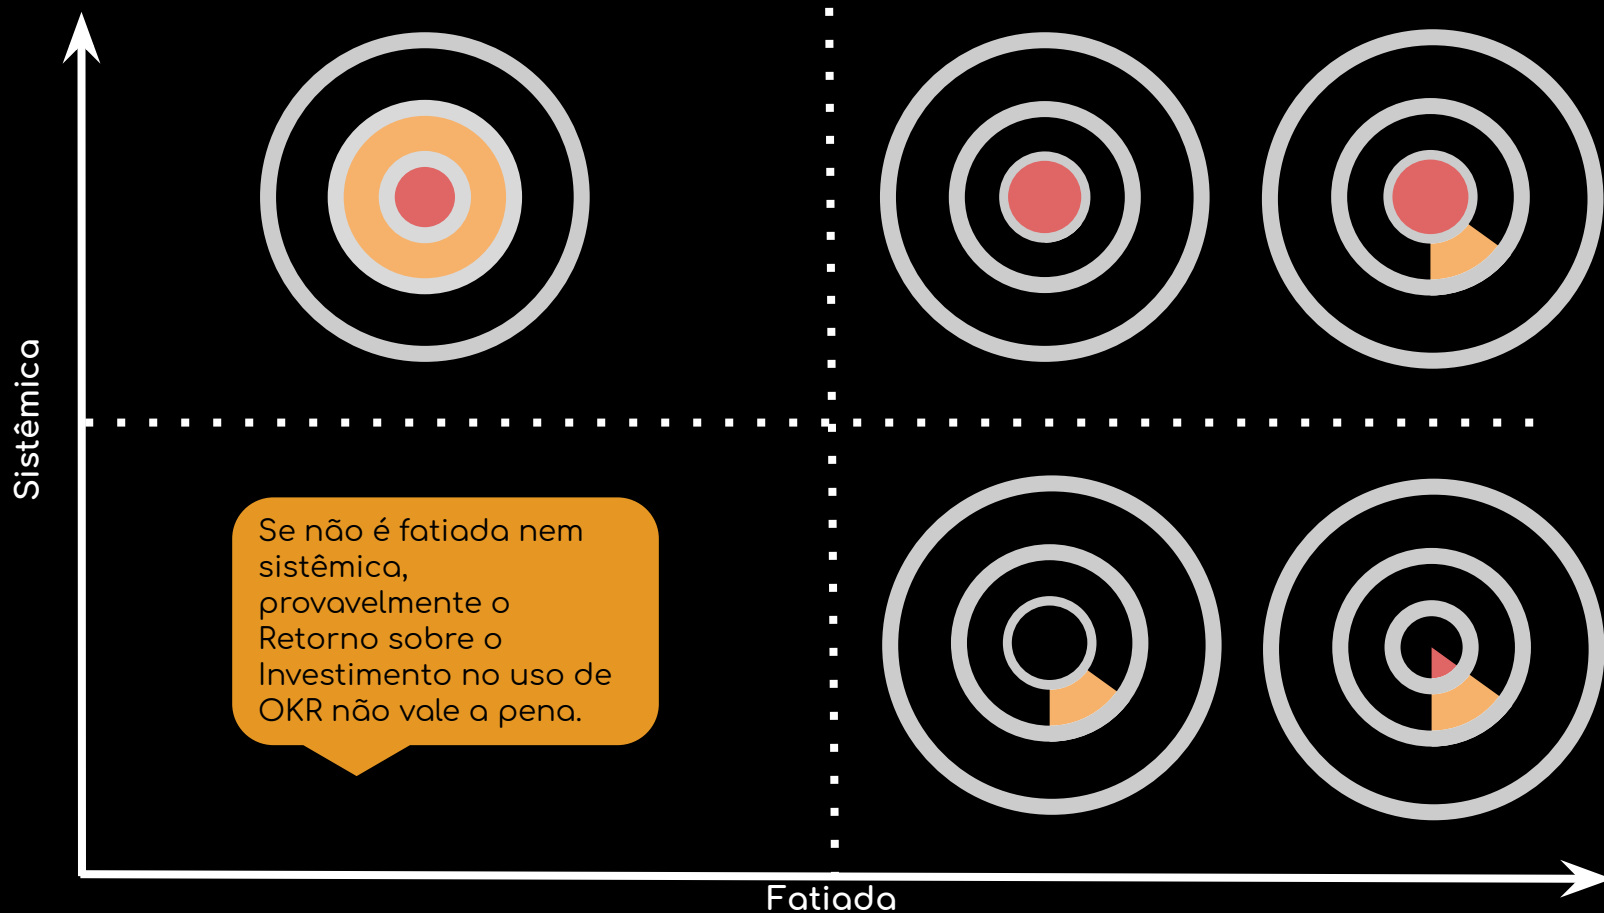 Sistêmica
Se não é fatiada nem
sistêmica,
provavelmente o
Retorno sobre o
Investimento no uso de
OKR não vale a pena.
Fatiada